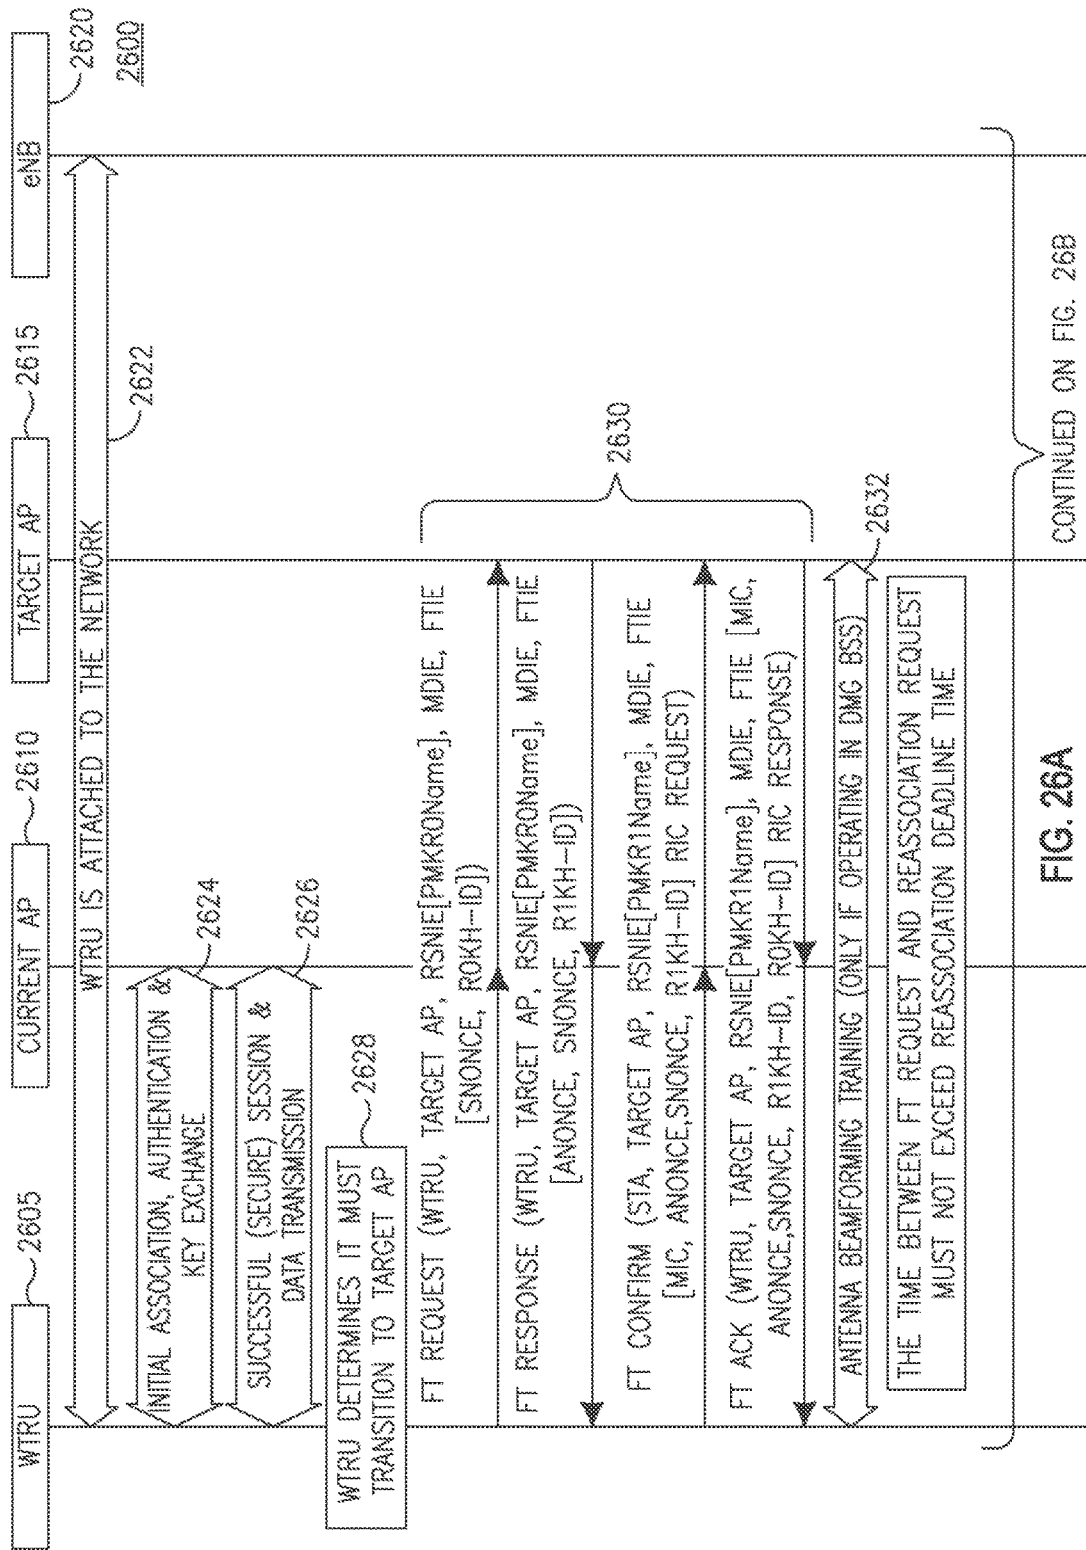 WTRU
2605
CURRENT AP
2610
TARGET AP
2615
eNB
2620
2600
WTRU IS ATTACHED TO THE NETWORK
2622
INITIAL ASSOCIATION, AUTHENTICATION &
KEY EXCHANGE
2624
SUCCESSFUL (SECURE) SESSION &
DATA TRANSMISSION
2626
WTRU DETERMINES IT MUST
TRANSITION TO TARGET AP
2628
FT REQUEST (WTRU, TARGET AP, RSNIE[PMKR0Name], MDIE, FTIE
[SNONCE, R0KH-ID])
FT RESPONSE (WTRU, TARGET AP, RSNIE[PMKR0Name], MDIE, FTIE
[ANONCE, SNONCE, R1KH-ID])
FT CONFIRM (STA, TARGET AP, RSNIE[PMKR1Name], MDIE, FTIE
[MIC, ANONCE,SNONCE, R1KH-ID] RIC REQUEST)
FT ACK (WTRU, TARGET AP, RSNIE[PMKR1Name], MDIE, FTIE [MIC,
ANONCE,SNONCE, R1KH-ID, R0KH-ID] RIC RESPONSE)
2630
ANTENNA BEAMFORMING TRAINING (ONLY IF OPERATING IN DMG BSS)
2632
THE TIME BETWEEN FT REQUEST AND REASSOCIATION REQUEST
MUST NOT EXCEED REASSOCIATION DEADLINE TIME
CONTINUED ON FIG. 26B
FIG. 26A